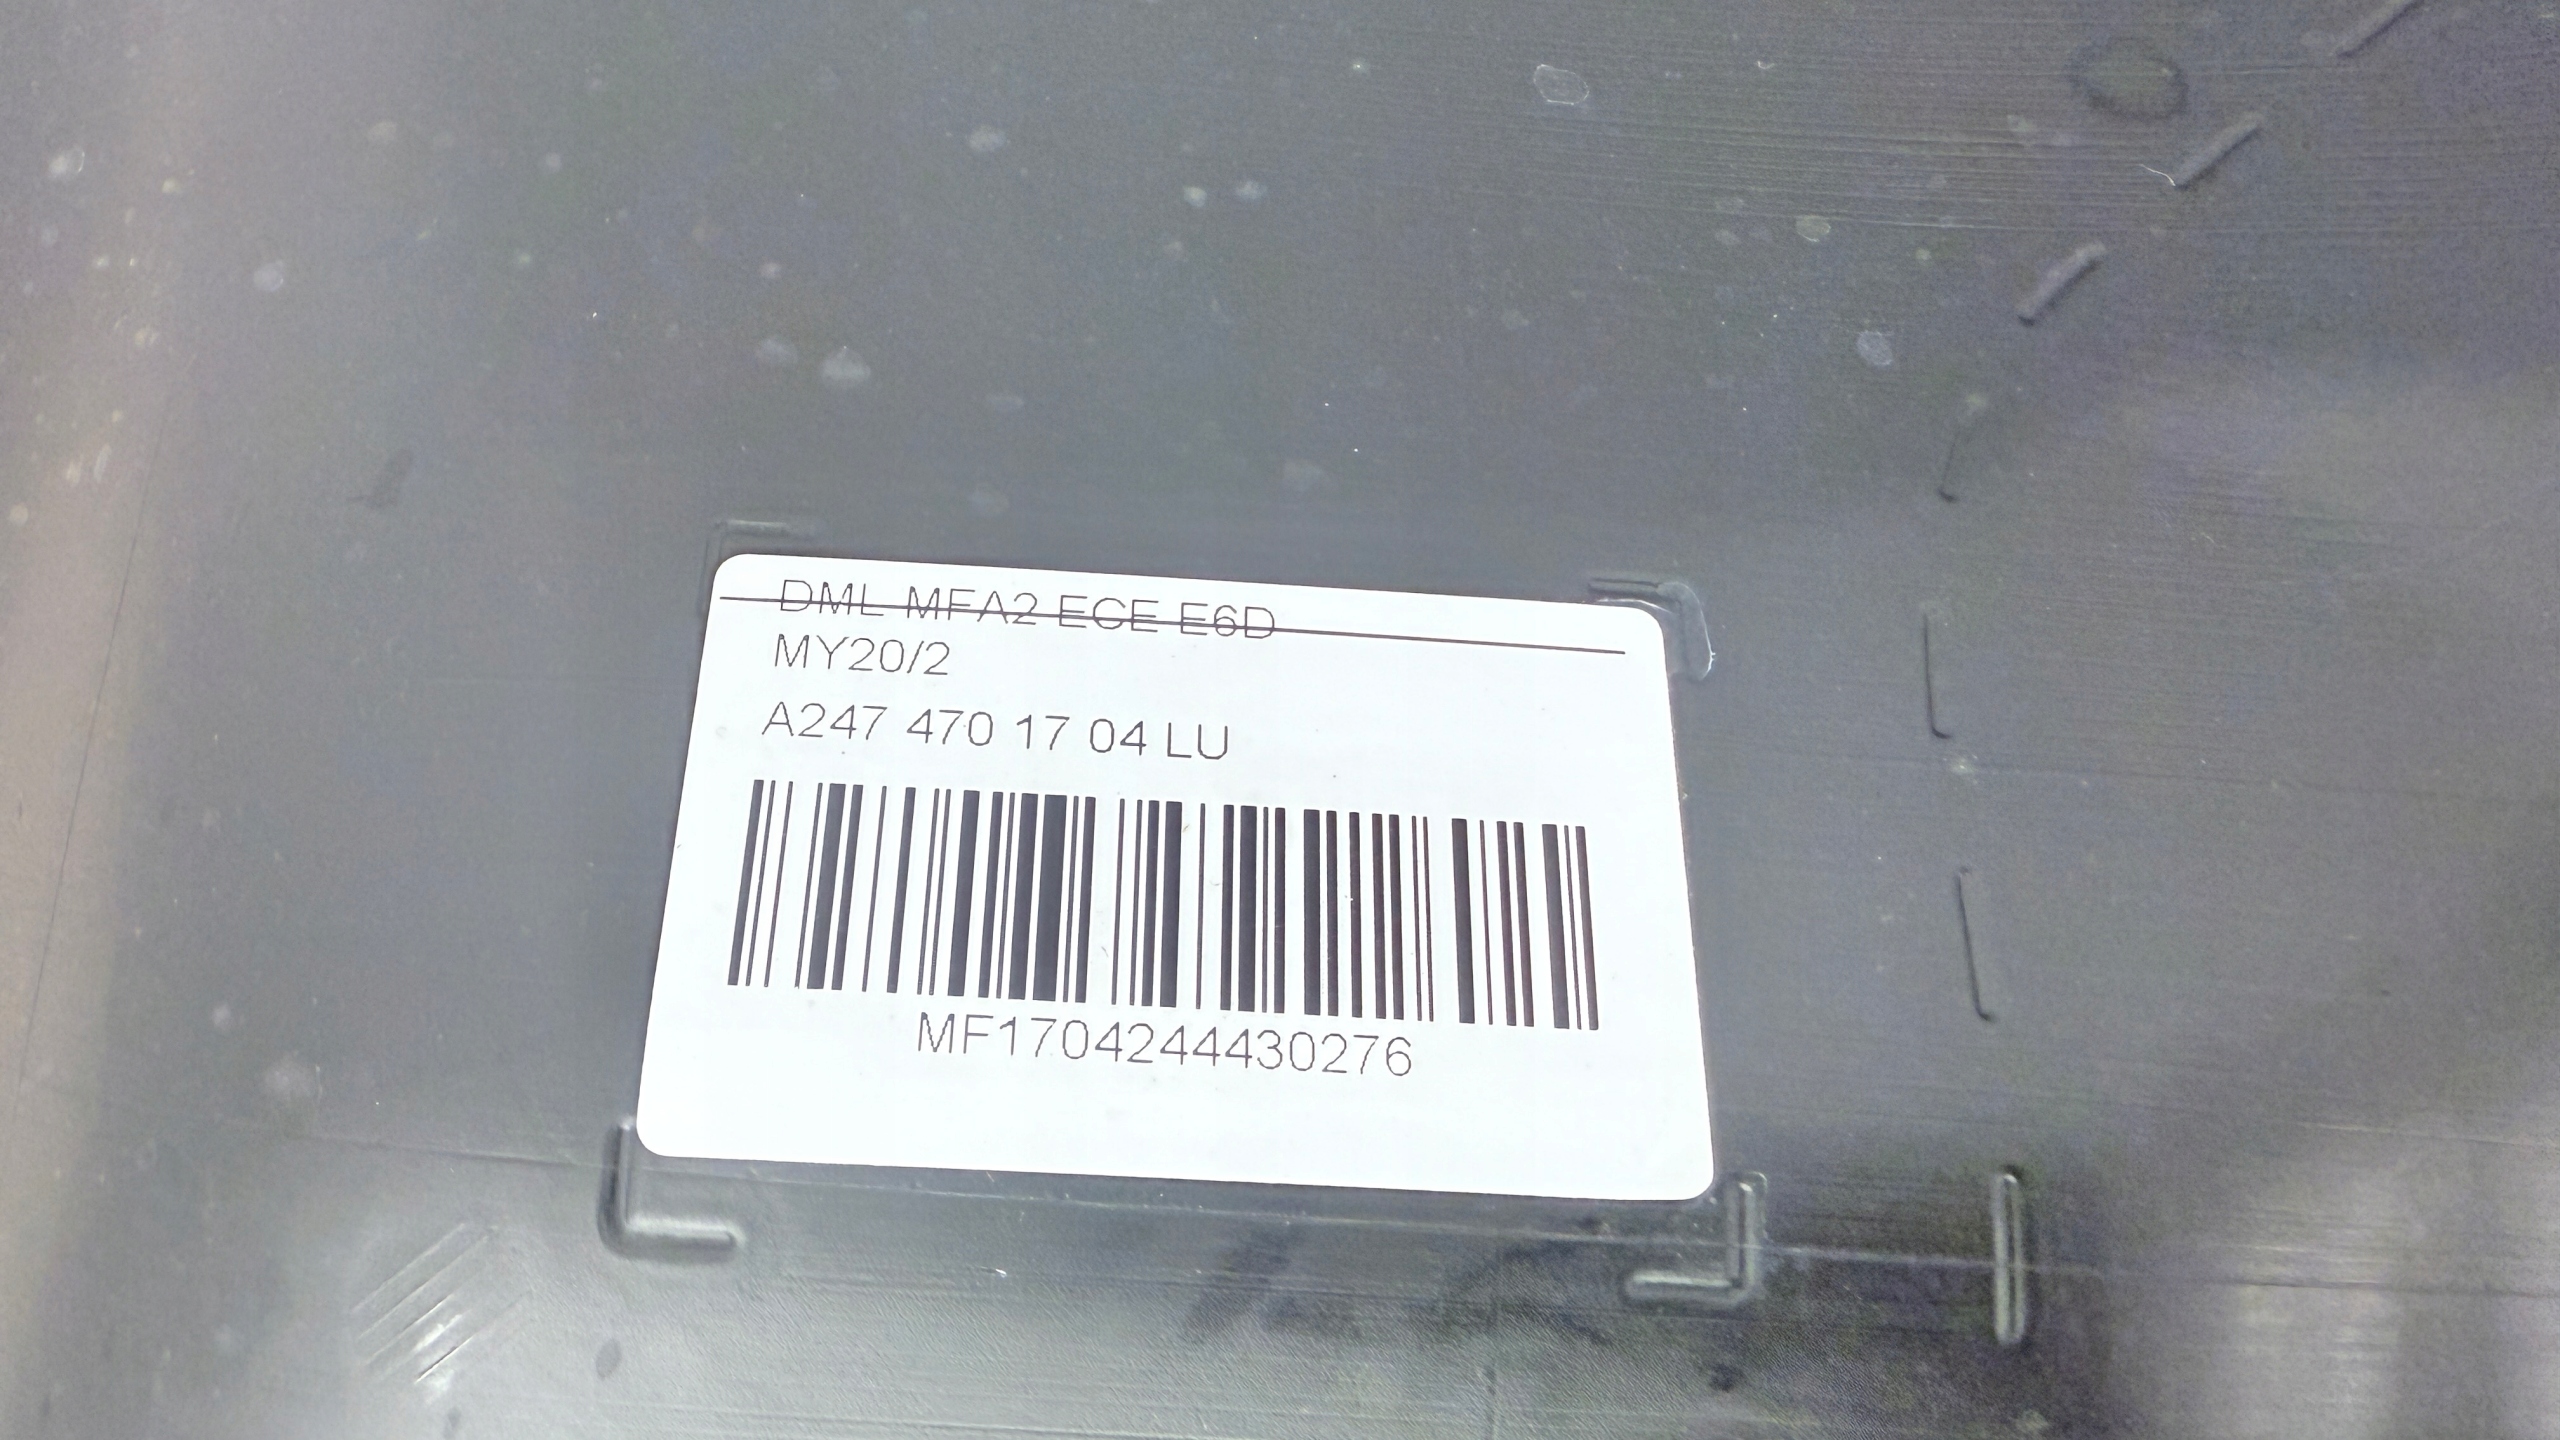 DML MFA2 ECE E6D
MY20/2
A247 470 17 04 LU
MF1704244430276